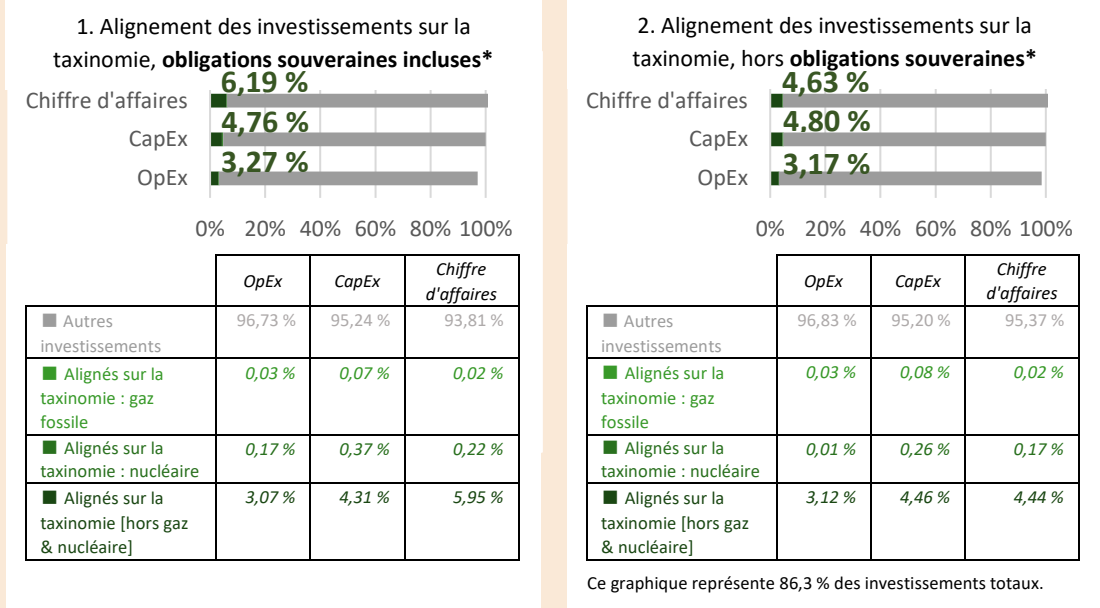 1. Alignement des investissements sur la
taxinomie, obligations souveraines incluses*
6,19 %
Chiffre d'affaires
4,76 %
CapEx
3,27 %
OpEx
0% 20% 40% 60% 80% 100%
OpEx CapEx Chiffre
d'affaires
Autres 96,73 % 95,24 % 93,81 %
investissements
Alignés sur la 0,03 % 0,07 % 0,02 %
taxinomie : gaz
fossile
Alignés sur la 0,17 % 0,37 % 0,22 %
taxinomie : nucléaire
Alignés sur la 3,07 % 4,31 % 5,95 %
taxinomie [hors gaz
& nucléaire]
2. Alignement des investissements sur la
taxinomie, hors obligations souveraines*
4,63 %
Chiffre d'affaires
4,80 %
CapEx
3,17 %
OpEx
0% 20% 40% 60% 80% 100%
OpEx CapEx Chiffre
d'affaires
Autres 96,83 % 95,20 % 95,37 %
investissements
Alignés sur la 0,03 % 0,08 % 0,02 %
taxinomie : gaz
fossile
Alignés sur la 0,01 % 0,26 % 0,17 %
taxinomie : nucléaire
Alignés sur la 3,12 % 4,46 % 4,44 %
taxinomie [hors gaz
& nucléaire]
Ce graphique représente 86,3 % des investissements totaux.